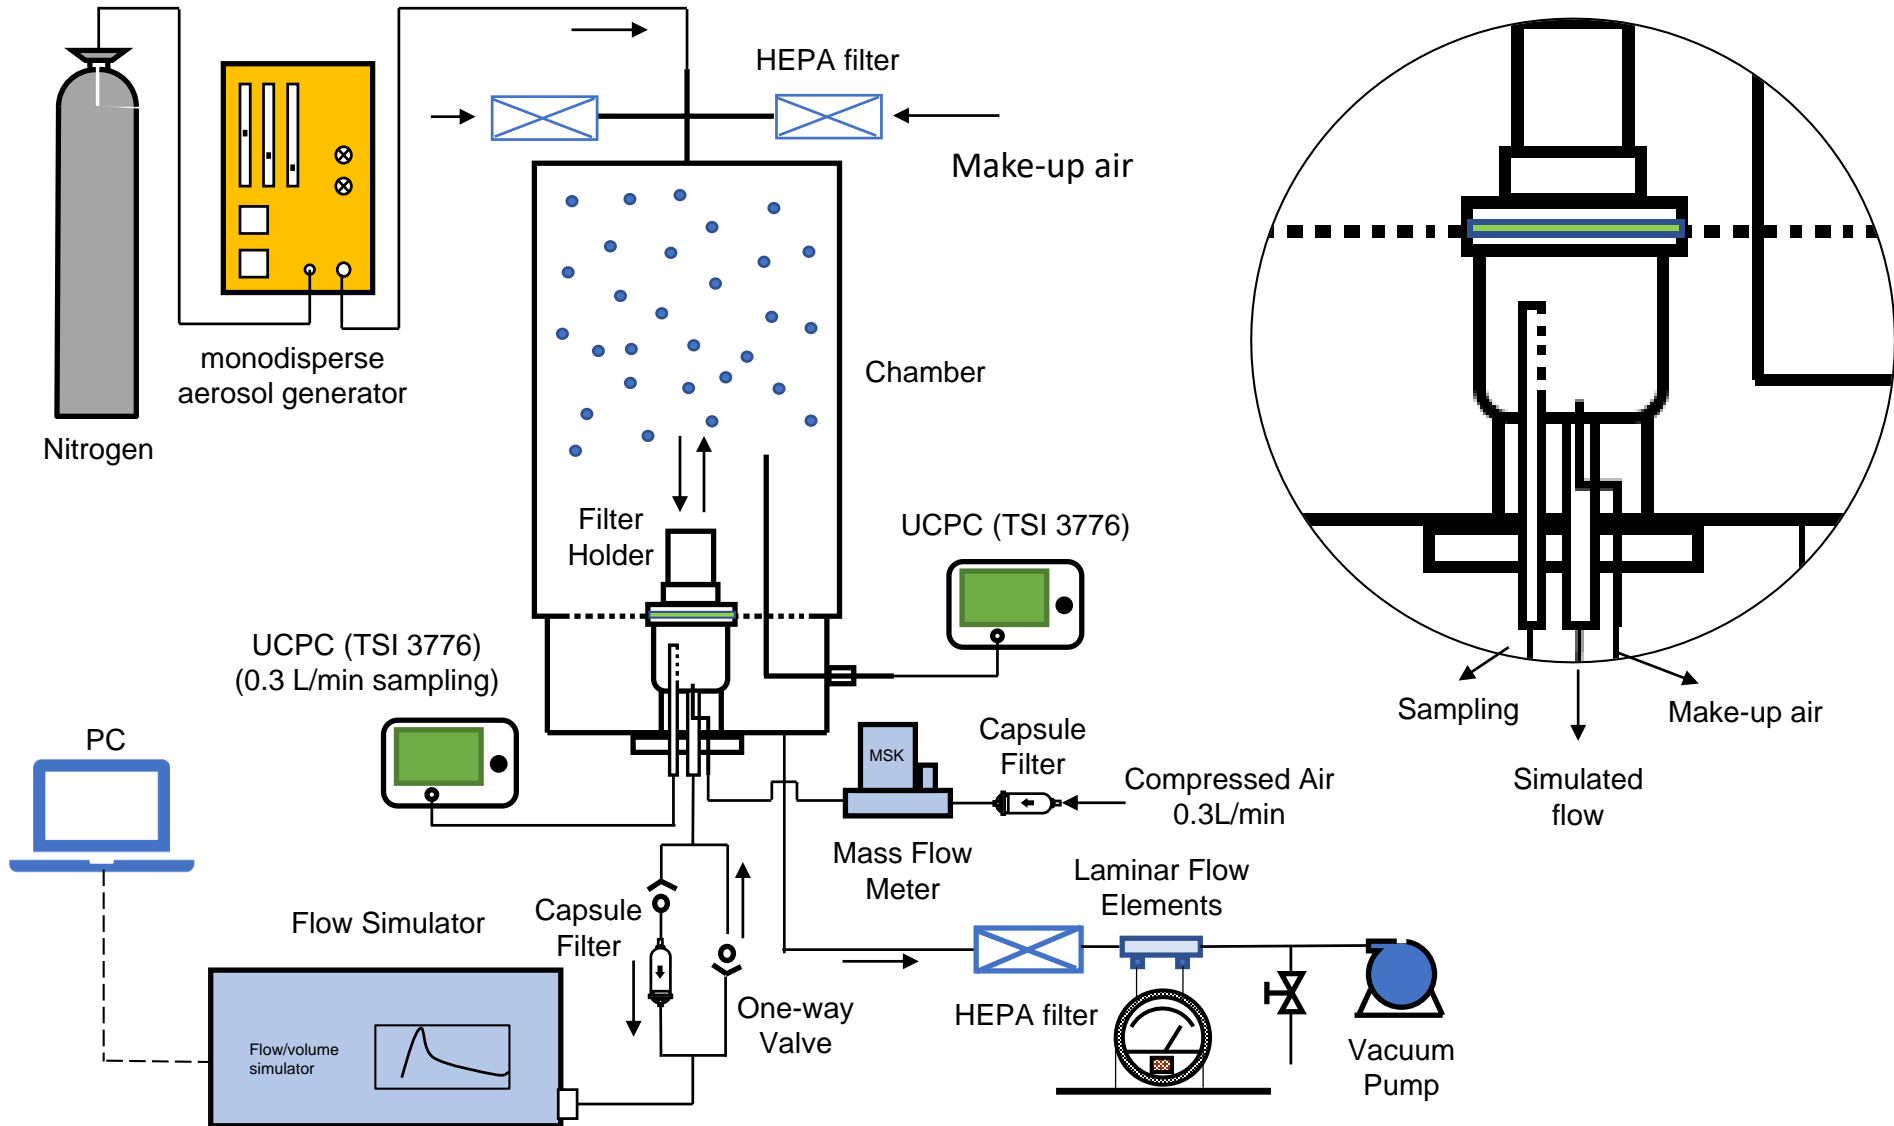 HEPA filter
Make-up air
monodisperse
aerosol generator
Nitrogen
Chamber
Filter
Holder
UCPC (TSI 3776)
UCPC (TSI 3776)
(0.3 L/min sampling)
PC
MSK
Capsule
Filter
Compressed Air
0.3L/min
Mass Flow
Meter
Laminar Flow
Elements
Flow Simulator
Capsule
Filter
One-way
Valve
HEPA filter
Vacuum
Pump
Flow/volume
simulator
Sampling
Make-up air
Simulated
flow